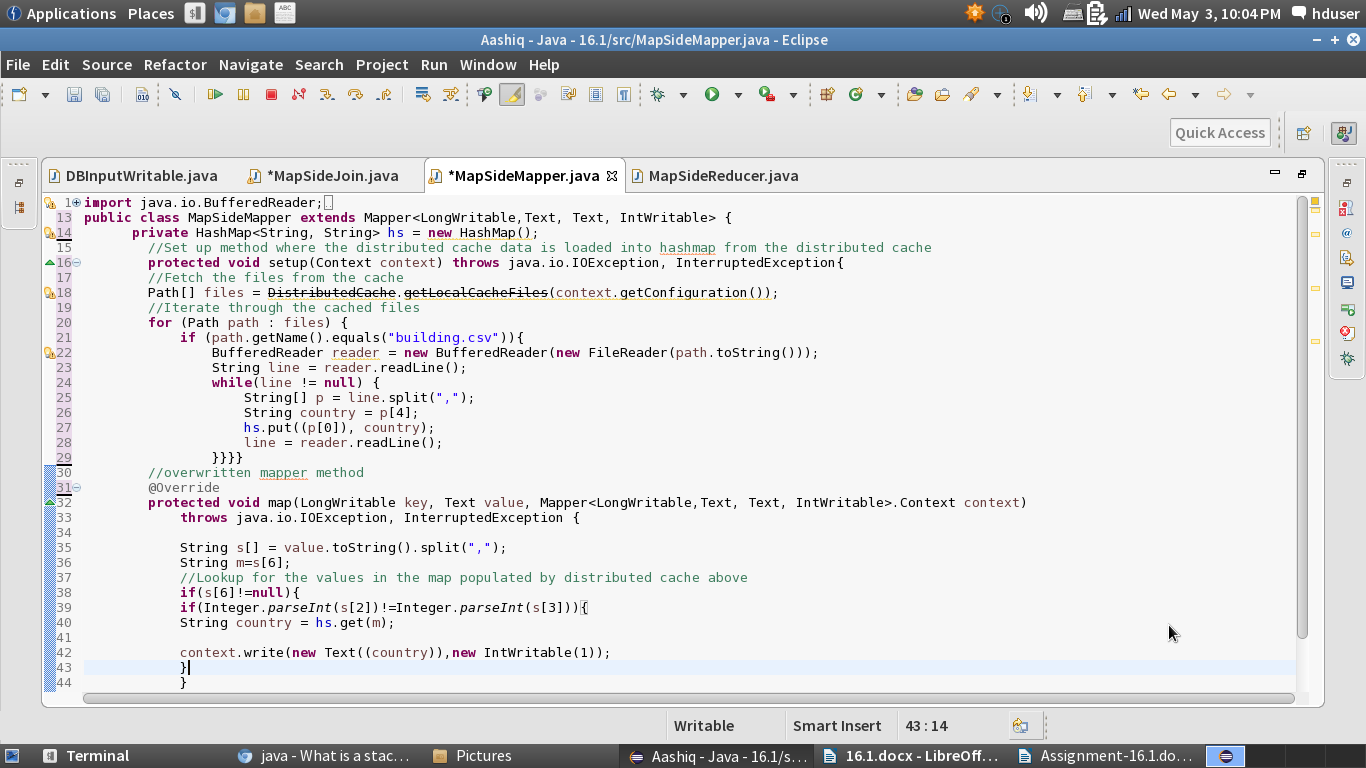 Applications Places Wed May 3, 10:04 PM hduser
Aashiq - Java - 16.1/src/MapSideMapper.java - Eclipse
File Edit Source Refactor Navigate Search Project Run Window Help
Quick Access
DBInputWritable.java *MapSideJoin.java *MapSideMapper.java MapSideReducer.java
1 import java.io.BufferedReader;
13 public class MapSideMapper extends Mapper<LongWritable,Text, Text, IntWritable> {
14 private HashMap<String, String> hs = new HashMap();
15 //Set up method where the distributed cache data is loaded into hashmap from the distributed cache
16 protected void setup(Context context) throws java.io.IOException, InterruptedException{
17 //Fetch the files from the cache
18 Path[] files = DistributedCache.getLocalCacheFiles(context.getConfiguration());
19 //Iterate through the cached files
20 for (Path path : files) {
21 if (path.getName().equals("building.csv")){
22 BufferedReader reader = new BufferedReader(new FileReader(path.toString()));
23 String line = reader.readLine();
24 while(line != null) {
25 String[] p = line.split(",");
26 String country = p[4];
27 hs.put((p[0]), country);
28 line = reader.readLine();
29 }}}}
30 //overwritten mapper method
31 @Override
32 protected void map(LongWritable key, Text value, Mapper<LongWritable,Text, Text, IntWritable>.Context context)
33 throws java.io.IOException, InterruptedException {
34
35 String s[] = value.toString().split(",");
36 String m=s[6];
37 //Lookup for the values in the map populated by distributed cache above
38 if(s[6]!=null){
39 if(Integer.parseInt(s[2])!=Integer.parseInt(s[3])){
40 String country = hs.get(m);
41
42 context.write(new Text((country)),new IntWritable(1));
43 }
44 }
Writable Smart Insert 43 : 14
Terminal java - What is a stac... Pictures Aashiq - Java - 16.1/s... 16.1.docx - LibreOff... Assignment-16.1.do...